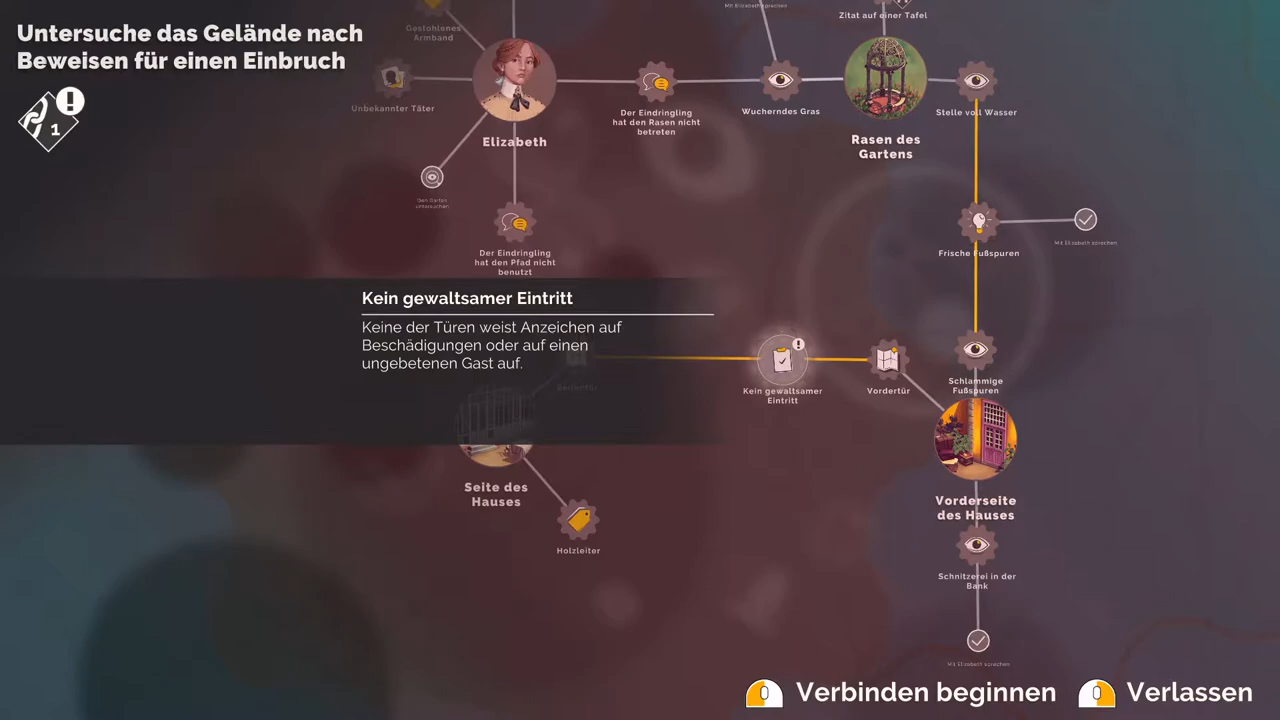 Untersuche das Gelände nach
Beweisen für einen Einbruch
1
Mit Elizabeth sprechen
Zitat auf einer Tafel
Gestohlenes
Armband
Unbekannter Täter
Elizabeth
Der Eindringling
hat den Rasen nicht
betreten
Wucherndes Gras
Rasen des
Gartens
Stelle voll Wasser
Den Garten
untersuchen
Der Eindringling
hat den Pfad nicht
benutzt
Frische Fußspuren
Mit Elizabeth sprechen
Kein gewaltsamer Eintritt
Keine der Türen weist Anzeichen auf
Beschädigungen oder auf einen
ungebetenen Gast auf.
Kein gewaltsamer
Eintritt
Vordertür
Schlammige
Fußspuren
Seite des
Hauses
Vorderseite
des Hauses
Holzleiter
Schnitzerei in der
Bank
Mit Elizabeth sprechen
Verbinden beginnen
Verlassen